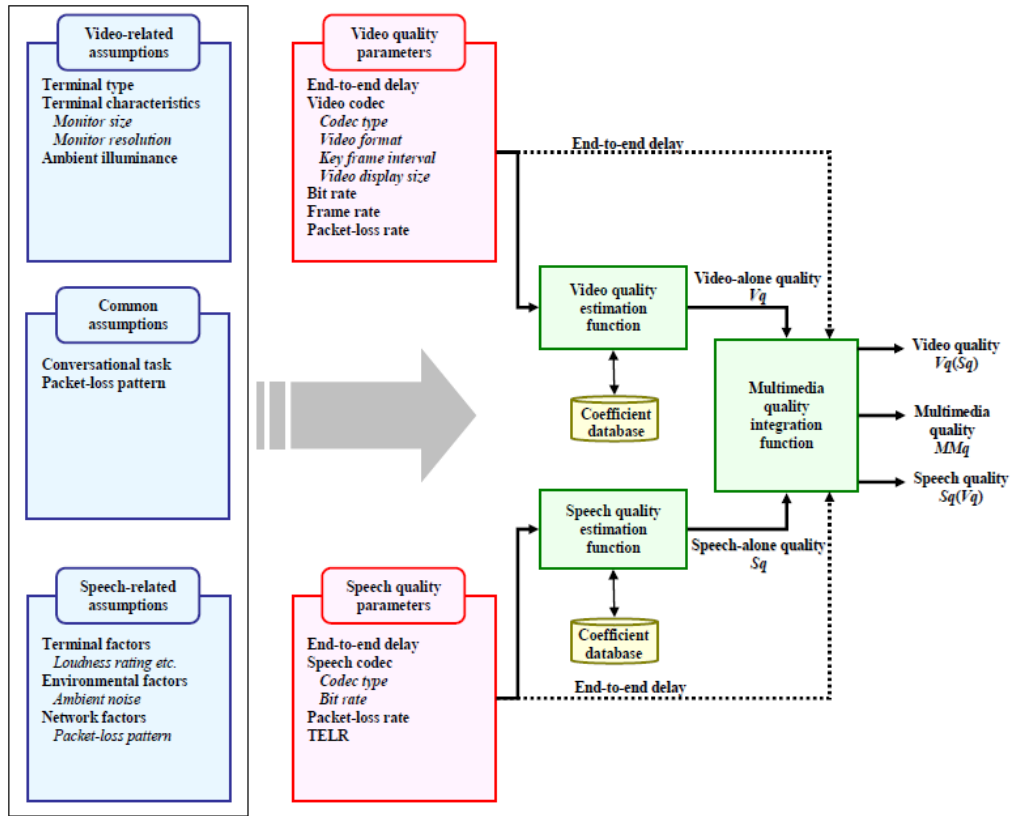 Video-related
assumptions
Terminal type
Terminal characteristics
Monitor size
Monitor resolution
Ambient illuminance
Common
assumptions
Conversational task
Packet-loss pattern
Speech-related
assumptions
Terminal factors
Loudness rating etc.
Environmental factors
Ambient noise
Network factors
Packet-loss pattern
Video quality
parameters
End-to-end delay
Video codec
Codec type
Video format
Key frame interval
Video display size
Bit rate
Frame rate
Packet-loss rate
Speech quality
parameters
End-to-end delay
Speech codec
Codec type
Bit rate
Packet-loss rate
TELR
End-to-end delay
Video quality
estimation
function
Coefficient
database
Video-alone quality
Vq
Speech quality
estimation
function
Coefficient
database
Speech-alone quality
Sq
End-to-end delay
Multimedia
quality
integration
function
Video quality
Vq(Sq)
Multimedia
quality
MMq
Speech quality
Sq(Vq)